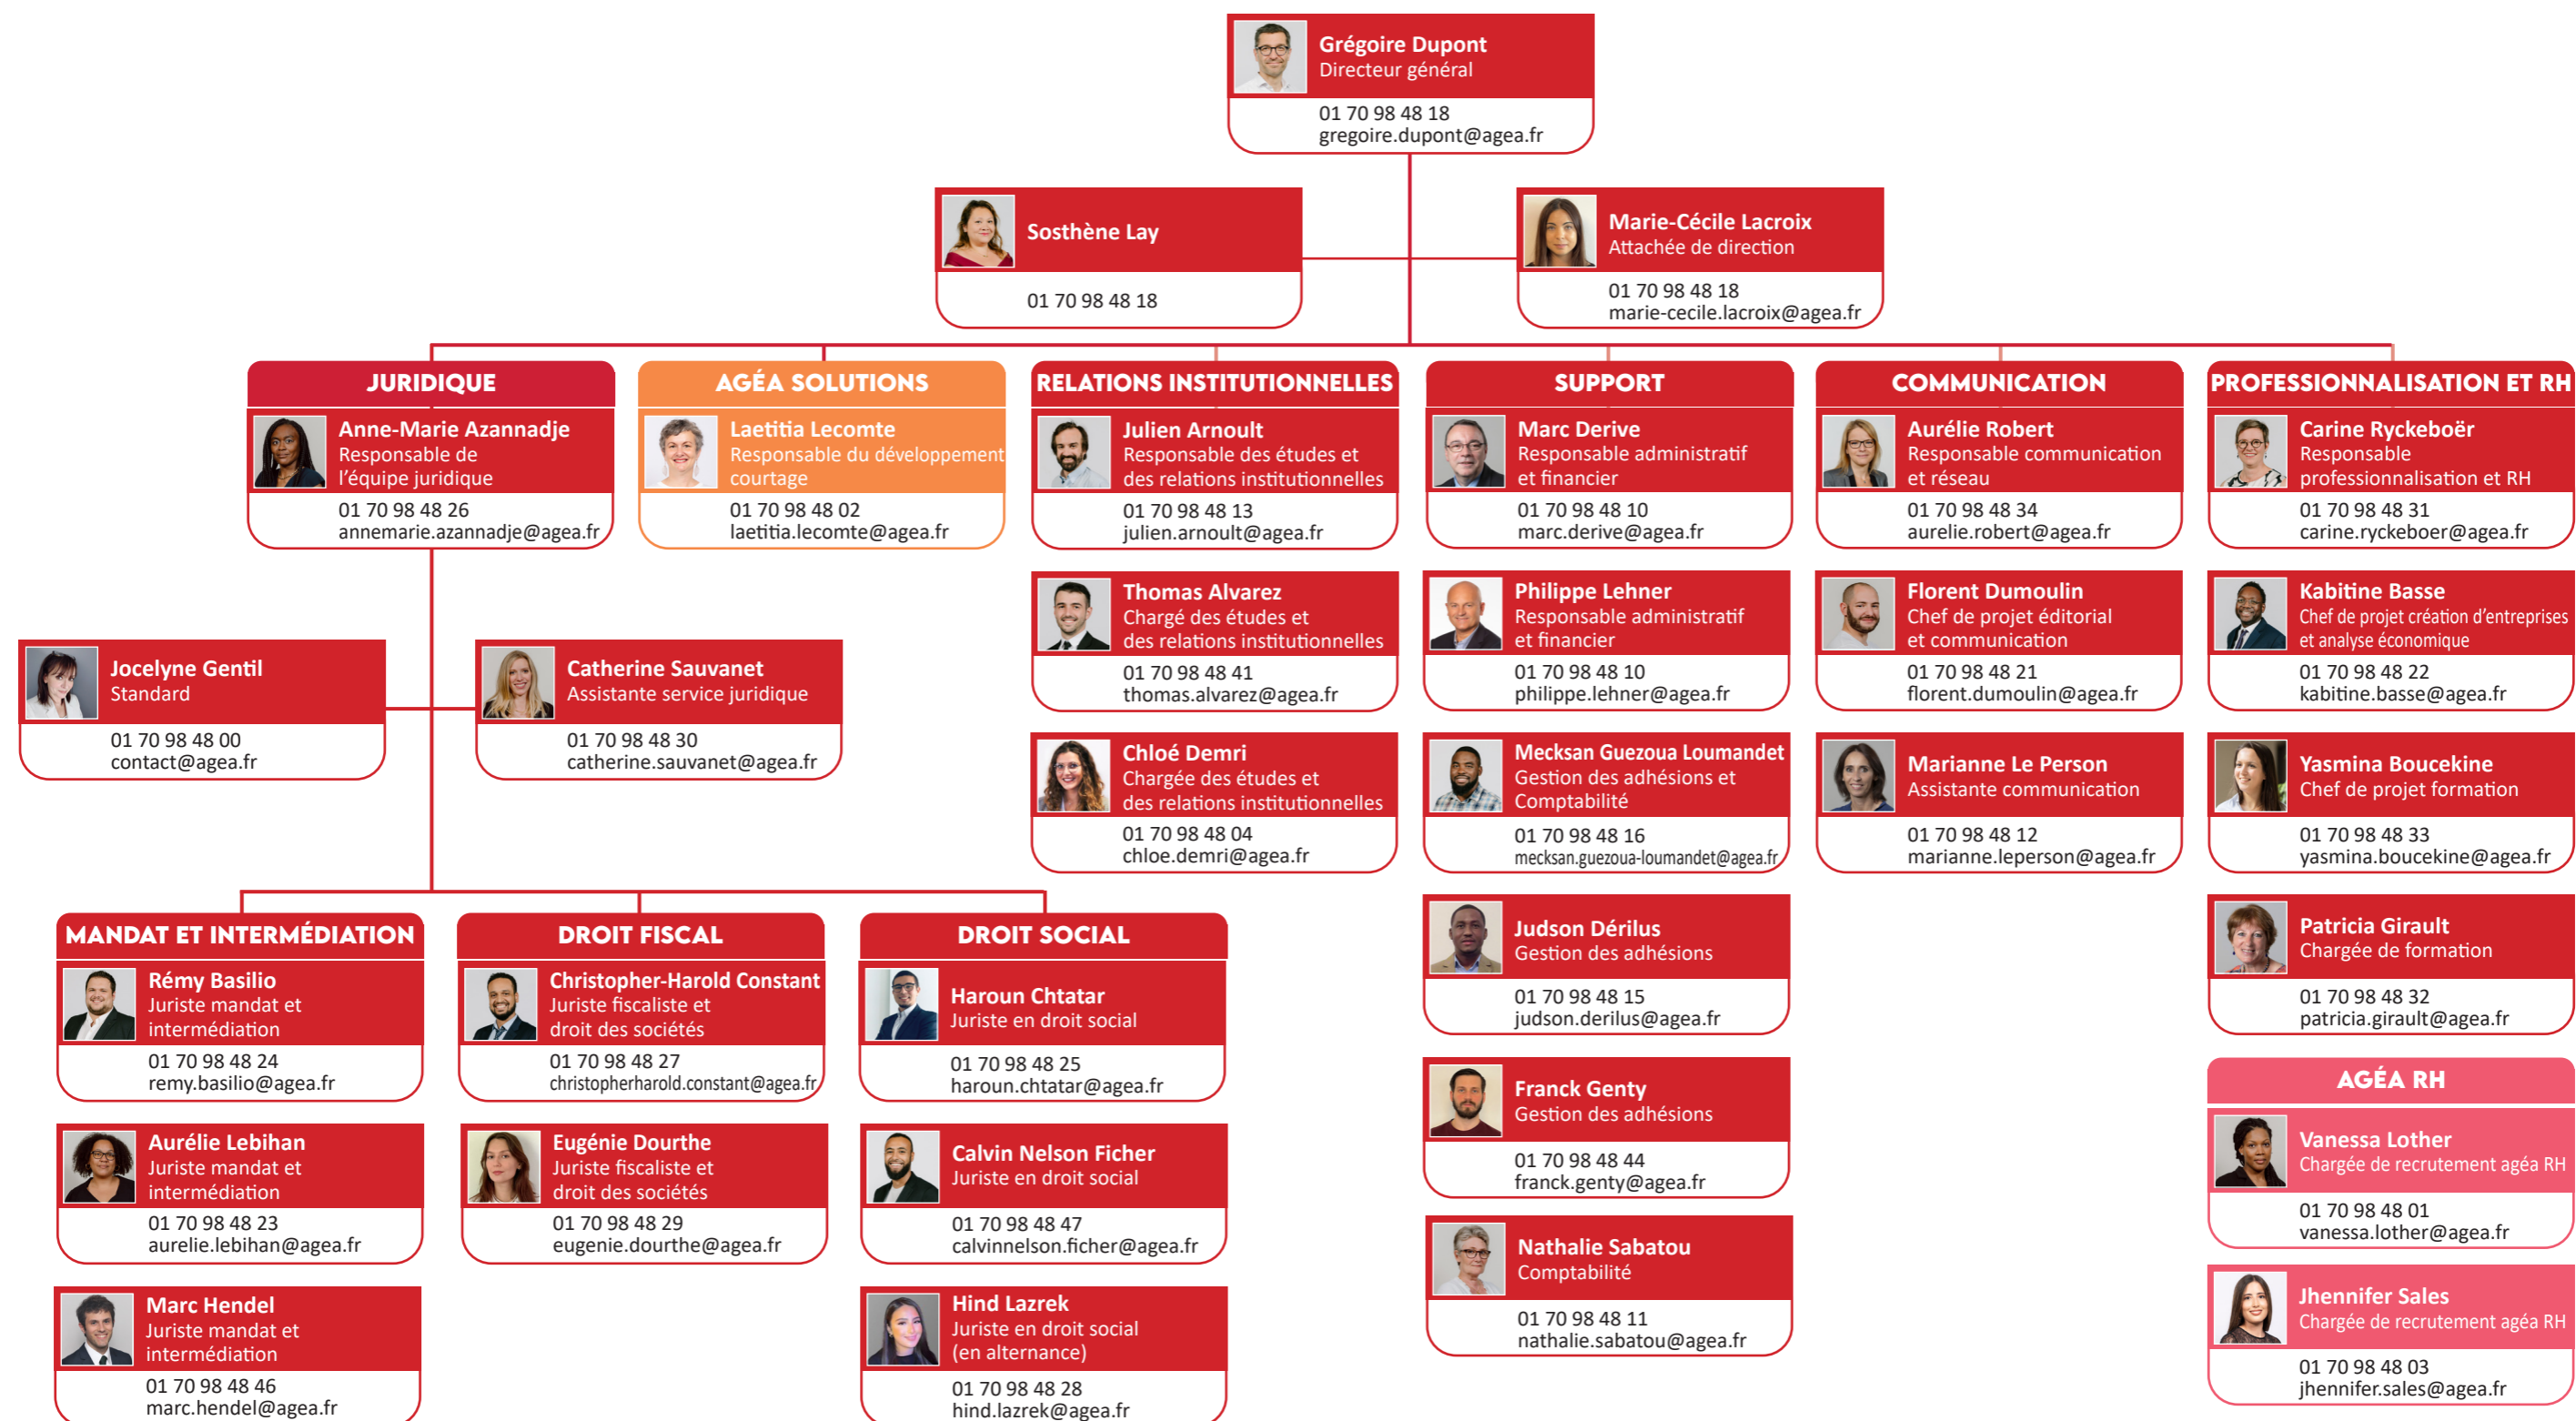 Grégoire Dupont
Directeur général
01 70 98 48 18
gregoire.dupont@agea.fr
Sosthène Lay
01 70 98 48 18
Marie-Cécile Lacroix
Attachée de direction
01 70 98 48 18
marie-cecile.lacroix@agea.fr
JURIDIQUE
Anne-Marie Azannadje
Responsable de
l'équipe juridique
01 70 98 48 26
annemarie.azannadje@agea.fr
Jocelyne Gentil
Standard
01 70 98 48 00
contact@agea.fr
Catherine Sauvanet
Assistante service juridique
01 70 98 48 30
catherine.sauvanet@agea.fr
MANDAT ET INTERMÉDIATION
Rémy Basilio
Juriste mandat et
intermédiation
01 70 98 48 24
remy.basilio@agea.fr
Aurélie Lebihan
Juriste mandat et
intermédiation
01 70 98 48 23
aurelie.lebihan@agea.fr
Marc Hendel
Juriste mandat et
intermédiation
01 70 98 48 46
marc.hendel@agea.fr
DROIT FISCAL
Christopher-Harold Constant
Juriste fiscaliste et
droit des sociétés
01 70 98 48 27
christopherharold.constant@agea.fr
Eugénie Dourthe
Juriste fiscaliste et
droit des sociétés
01 70 98 48 29
eugenie.dourthe@agea.fr
DROIT SOCIAL
Haroun Chtatar
Juriste en droit social
01 70 98 48 25
haroun.chtatar@agea.fr
Calvin Nelson Ficher
Juriste en droit social
01 70 98 48 47
calvinnelson.ficher@agea.fr
Hind Lazrek
Juriste en droit social
(en alternance)
01 70 98 48 28
hind.lazrek@agea.fr
AGÉA SOLUTIONS
Laetitia Lecomte
Responsable du développement
courtage
01 70 98 48 02
laetitia.lecomte@agea.fr
RELATIONS INSTITUTIONNELLES
Julien Arnoult
Responsable des études et
des relations institutionnelles
01 70 98 48 13
julien.arnoult@agea.fr
Thomas Alvarez
Chargé des études et
des relations institutionnelles
01 70 98 48 41
thomas.alvarez@agea.fr
Chloé Demri
Chargée des études et
des relations institutionnelles
01 70 98 48 04
chloe.demri@agea.fr
SUPPORT
Marc Derive
Responsable administratif
et financier
01 70 98 48 10
marc.derive@agea.fr
Philippe Lehner
Responsable administratif
et financier
01 70 98 48 10
philippe.lehner@agea.fr
Mecksan Guezoua Loumandet
Gestion des adhésions et
Comptabilité
01 70 98 48 16
mecksan.guezoua-loumandet@agea.fr
Judson Dérilus
Gestion des adhésions
01 70 98 48 15
judson.derilus@agea.fr
Franck Genty
Gestion des adhésions
01 70 98 48 44
franck.genty@agea.fr
Nathalie Sabatou
Comptabilité
01 70 98 48 11
nathalie.sabatou@agea.fr
COMMUNICATION
Aurélie Robert
Responsable communication
et réseau
01 70 98 48 34
aurelie.robert@agea.fr
Florent Dumoulin
Chef de projet éditorial
et communication
01 70 98 48 21
florent.dumoulin@agea.fr
Marianne Le Person
Assistante communication
01 70 98 48 12
marianne.leperson@agea.fr
PROFESSIONNALISATION ET RH
Carine Ryckeboër
Responsable
professionnalisation et RH
01 70 98 48 31
carine.ryckeboer@agea.fr
Kabitine Basse
Chef de projet création d'entreprises
et analyse économique
01 70 98 48 22
kabitine.basse@agea.fr
Yasmina Boucekine
Chef de projet formation
01 70 98 48 33
yasmina.boucekine@agea.fr
Patricia Girault
Chargée de formation
01 70 98 48 32
patricia.girault@agea.fr
AGÉA RH
Vanessa Lother
Chargée de recrutement agéa RH
01 70 98 48 01
vanessa.lother@agea.fr
Jhennifer Sales
Chargée de recrutement agéa RH
01 70 98 48 03
jhennifer.sales@agea.fr